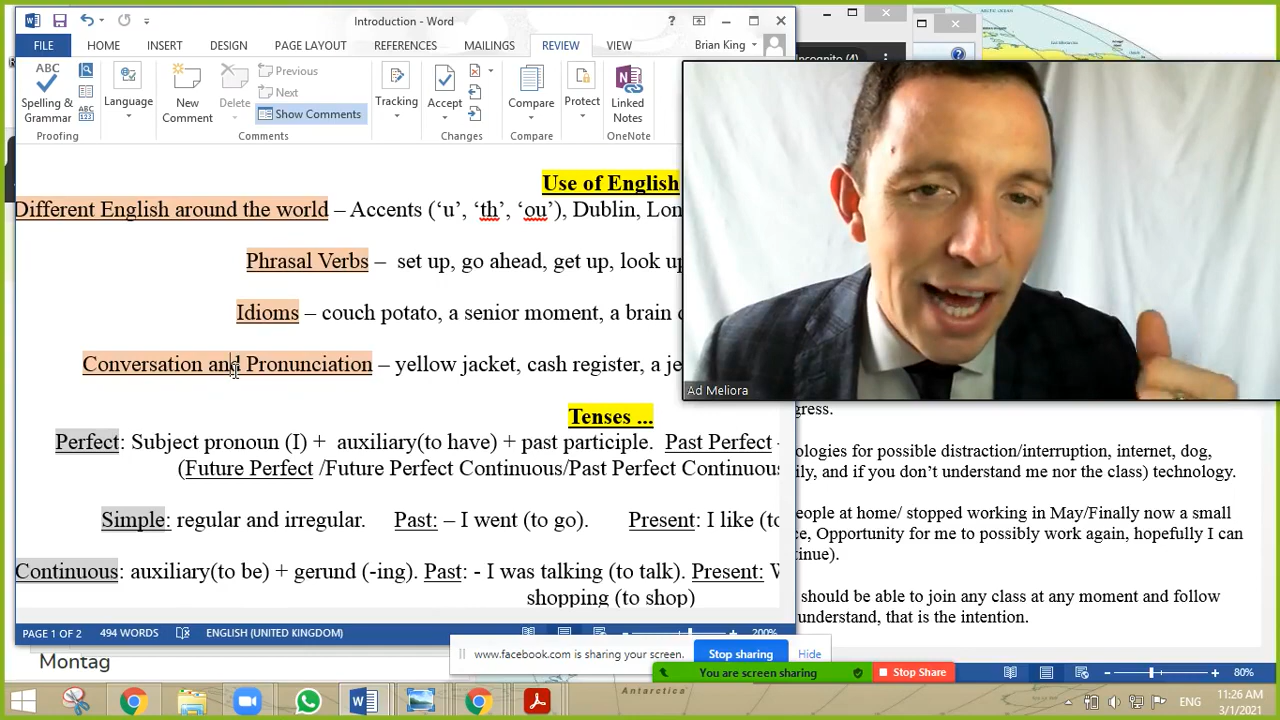 Introduction - Word
FILE HOME INSERT DESIGN PAGE LAYOUT REFERENCES MAILINGS REVIEW VIEW Brian King
Incognito (4)
ABC
Spelling & Grammar
Language
New Comment
Delete
Previous
Next
Show Comments
Tracking
Accept
Compare
Protect
Linked Notes
Proofing Comments Changes Compare OneNote
Use of English
Different English around the world – Accents (‘u’, ‘th’, ‘ou’), Dublin, Lon
Phrasal Verbs – set up, go ahead, get up, look up
Idioms – couch potato, a senior moment, a brain
Conversation and Pronunciation – yellow jacket, cash register, a je
Ad Meliora
Tenses ...
Perfect: Subject pronoun (I) + auxiliary(to have) + past participle. Past Perfect
(Future Perfect /Future Perfect Continuous/Past Perfect Continuous
Simple: regular and irregular. Past: – I went (to go). Present: I like (to
Continuous: auxiliary(to be) + gerund (-ing). Past: - I was talking (to talk). Present: W
shopping (to shop)
gress.
ologies for possible distraction/interruption, internet, dog,
ily, and if you don’t understand me nor the class) technology.
eople at home/ stopped working in May/Finally now a small
ce, Opportunity for me to possibly work again, hopefully I can
tinue).
should be able to join any class at any moment and follow
understand, that is the intention.
PAGE 1 OF 2 494 WORDS ENGLISH (UNITED KINGDOM) 200%
www.facebook.com is sharing your screen. Stop sharing Hide
Montag
You are screen sharing Stop Share
80%
Antarctica
ENG
11:26 AM
3/1/2021